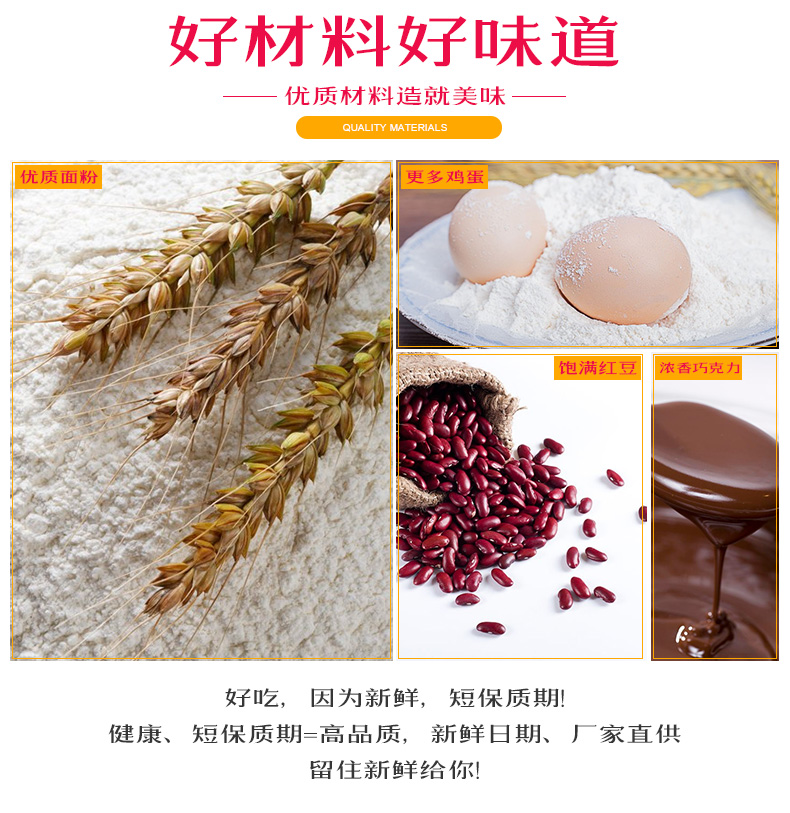 好材料好味道
优质材料造就美味
QUALITY MATERIALS
优质面粉
更多鸡蛋
饱满红豆
浓香巧克力
好吃，因为新鲜，短保质期!
健康、短保质期=高品质，新鲜日期、厂家直供
留住新鲜给你!